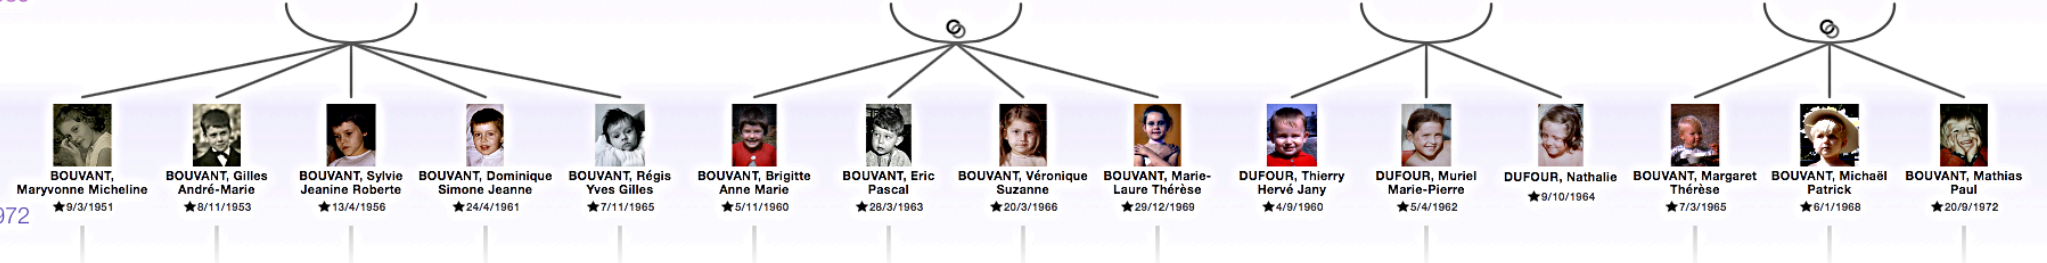 BOUVANT,
Maryvonne Micheline
★9/3/1951
BOUVANT, Gilles
André-Marie
★8/11/1953
BOUVANT, Sylvie
Jeanine Roberte
★13/4/1956
BOUVANT, Dominique
Simone Jeanne
★24/4/1961
BOUVANT, Régis
Yves Gilles
★7/11/1965
BOUVANT, Brigitte
Anne Marie
★5/11/1960
BOUVANT, Eric
Pascal
★28/3/1963
BOUVANT, Véronique
Suzanne
★20/3/1966
BOUVANT, Marie-
Laure Thérèse
★29/12/1969
DUFOUR, Thierry
Hervé Jany
★4/9/1960
DUFOUR, Muriel
Marie-Pierre
★5/4/1962
DUFOUR, Nathalie
★9/10/1964
BOUVANT, Margaret
Thérèse
★7/3/1965
BOUVANT, Michaël
Patrick
★6/1/1968
BOUVANT, Mathias
Paul
★20/9/1972
972